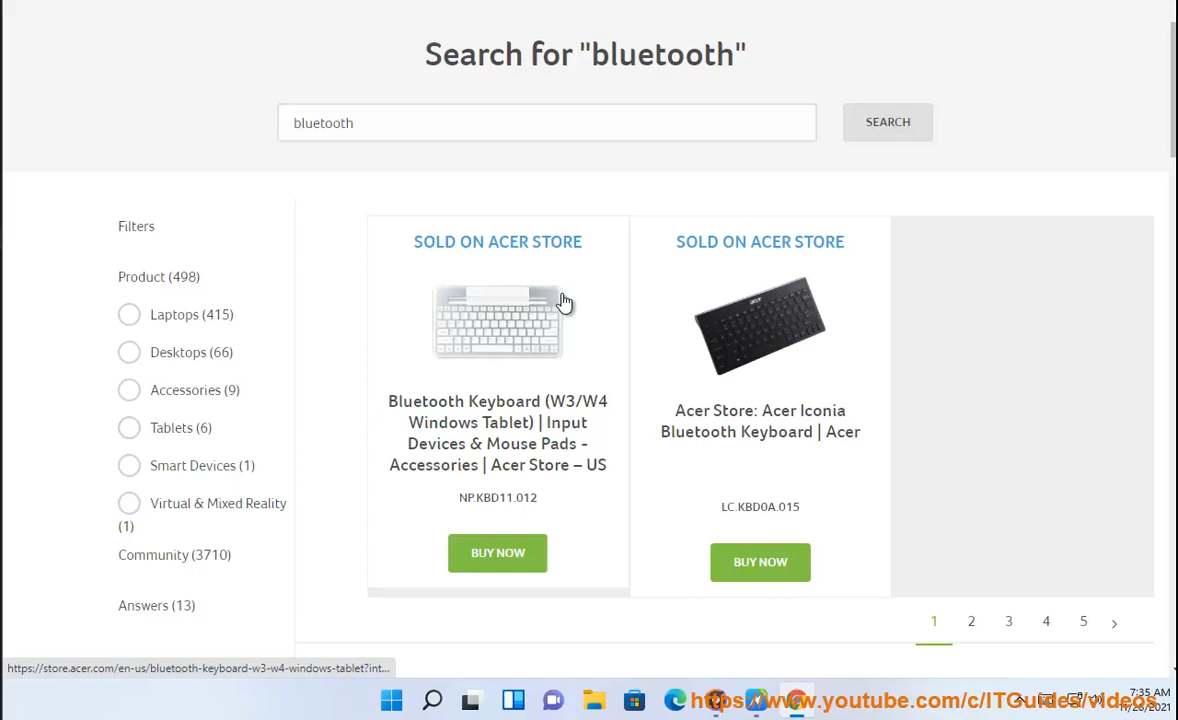 Search for "bluetooth"
bluetooth
SEARCH
Filters
Product (498)
Laptops (415)
Desktops (66)
Accessories (9)
Tablets (6)
Smart Devices (1)
Virtual & Mixed Reality
(1)
Community (3710)
Answers (13)
SOLD ON ACER STORE
Bluetooth Keyboard (W3/W4
Windows Tablet) | Input
Devices & Mouse Pads -
Accessories | Acer Store – US
NP.KBD11.012
BUY NOW
SOLD ON ACER STORE
acer
Acer Store: Acer Iconia
Bluetooth Keyboard | Acer
LC.KBD0A.015
BUY NOW
1 2 3 4 5 >
https://store.acer.com/en-us/bluetooth-keyboard-w3-w4-windows-tablet?int...
https://www.youtube.com/c/ITGuides/videos
7:35 AM
11/26/2021